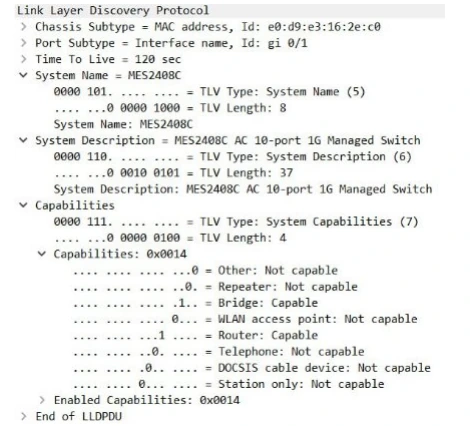 Link Layer Discovery Protocol
> Chassis Subtype = MAC address, Id: e0:d9:e3:16:2e:c0
> Port Subtype = Interface name, Id: gi 0/1
> Time To Live = 120 sec
∨ System Name = MES2408C
0000 101. .... .... = TLV Type: System Name (5)
.... ...0 0000 1000 = TLV Length: 8
System Name: MES2408C
∨ System Description = MES2408C AC 10-port 1G Managed Switch
0000 110. .... .... = TLV Type: System Description (6)
.... ...0 0010 0101 = TLV Length: 37
System Description: MES2408C AC 10-port 1G Managed Switch
∨ Capabilities
0000 111. .... .... = TLV Type: System Capabilities (7)
.... ...0 0000 0100 = TLV Length: 4
∨ Capabilities: 0x0014
.... .... .... ...0 = Other: Not capable
.... .... .... ..0. = Repeater: Not capable
.... .... .... .1.. = Bridge: Capable
.... .... .... 0... = WLAN access point: Not capable
.... .... ...1 .... = Router: Capable
.... .... ..0. .... = Telephone: Not capable
.... .... .0.. .... = DOCSIS cable device: Not capable
.... .... 0... .... = Station only: Not capable
> Enabled Capabilities: 0x0014
> End of LLDPDU